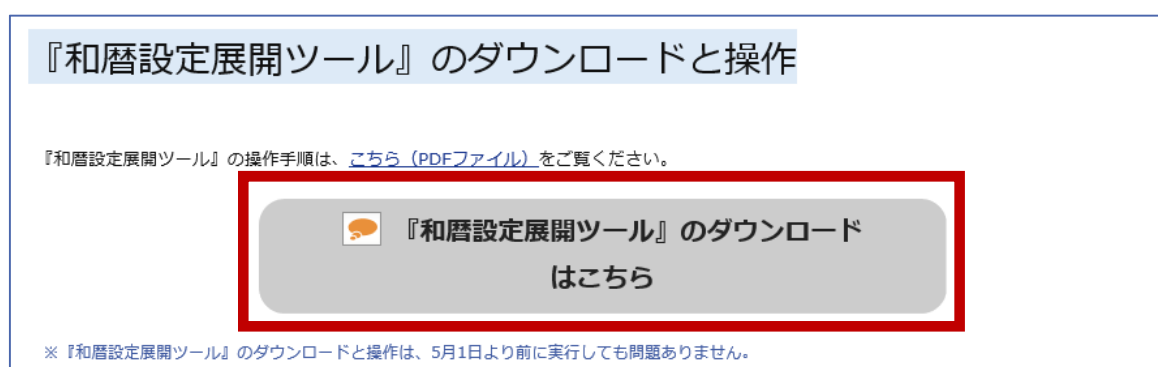 『和暦設定展開ツール』のダウンロードと操作
『和暦設定展開ツール』の操作手順は、こちら（PDFファイル）をご覧ください。
『和暦設定展開ツール』のダウンロード
はこちら
※『和暦設定展開ツール』のダウンロードと操作は、5月1日より前に実行しても問題ありません。